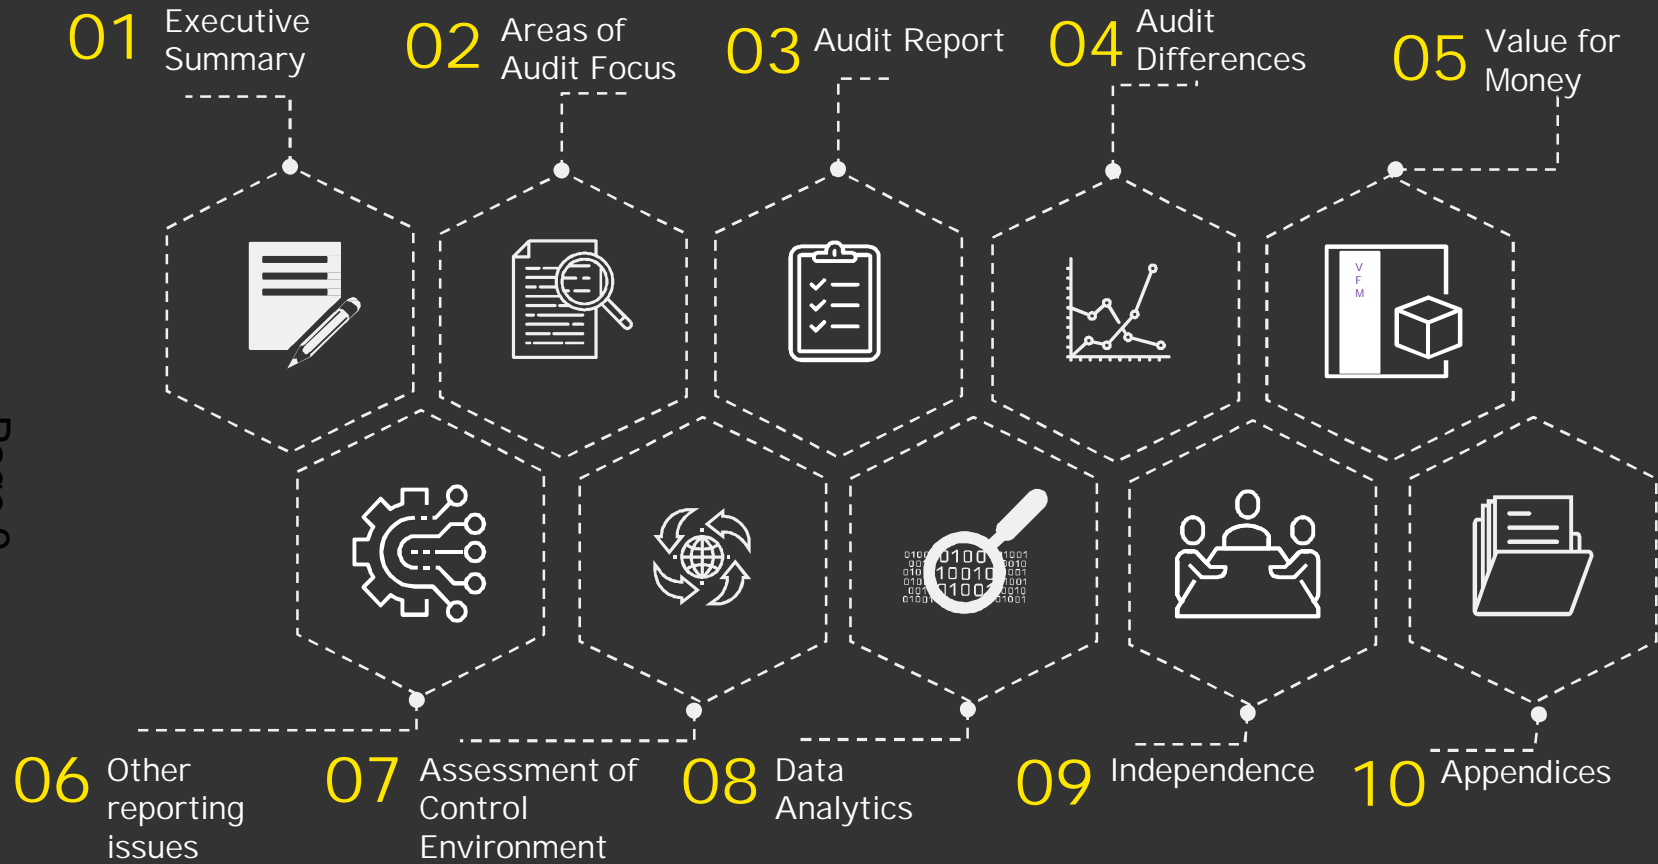 01 Executive
Summary
02 Areas of
Audit Focus
03 Audit Report
04 Audit
Differences
05 Value for
Money
V
F
M
06 Other
reporting
issues
07 Assessment of
Control
Environment
08 Data
Analytics
09 Independence
10 Appendices